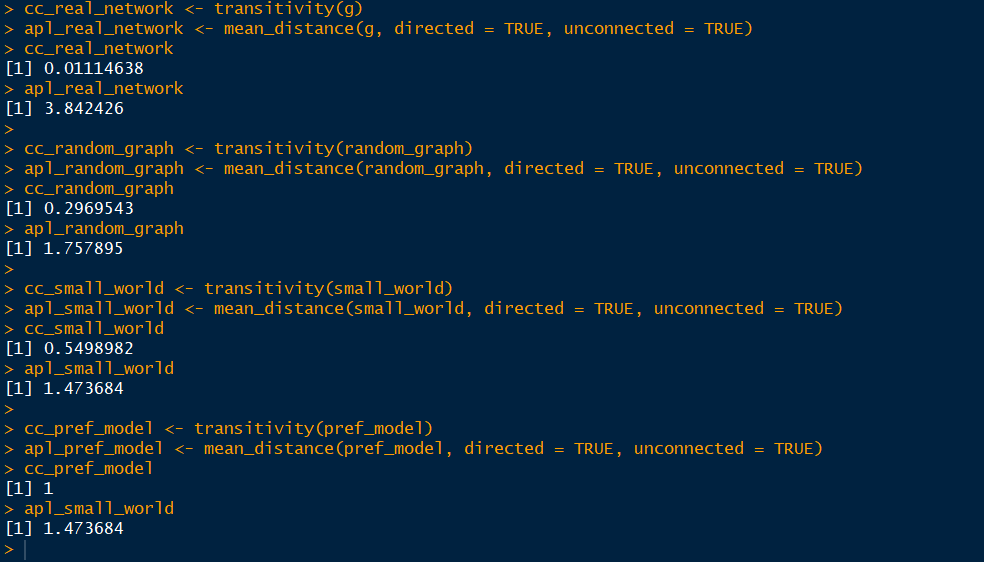 > cc_real_network <- transitivity(g)
> apl_real_network <- mean_distance(g, directed = TRUE, unconnected = TRUE)
> cc_real_network
[1] 0.01114638
> apl_real_network
[1] 3.842426
>
> cc_random_graph <- transitivity(random_graph)
> apl_random_graph <- mean_distance(random_graph, directed = TRUE, unconnected = TRUE)
> cc_random_graph
[1] 0.2969543
> apl_random_graph
[1] 1.757895
>
> cc_small_world <- transitivity(small_world)
> apl_small_world <- mean_distance(small_world, directed = TRUE, unconnected = TRUE)
> cc_small_world
[1] 0.5498982
> apl_small_world
[1] 1.473684
>
> cc_pref_model <- transitivity(pref_model)
> apl_pref_model <- mean_distance(pref_model, directed = TRUE, unconnected = TRUE)
> cc_pref_model
[1] 1
> apl_small_world
[1] 1.473684
>